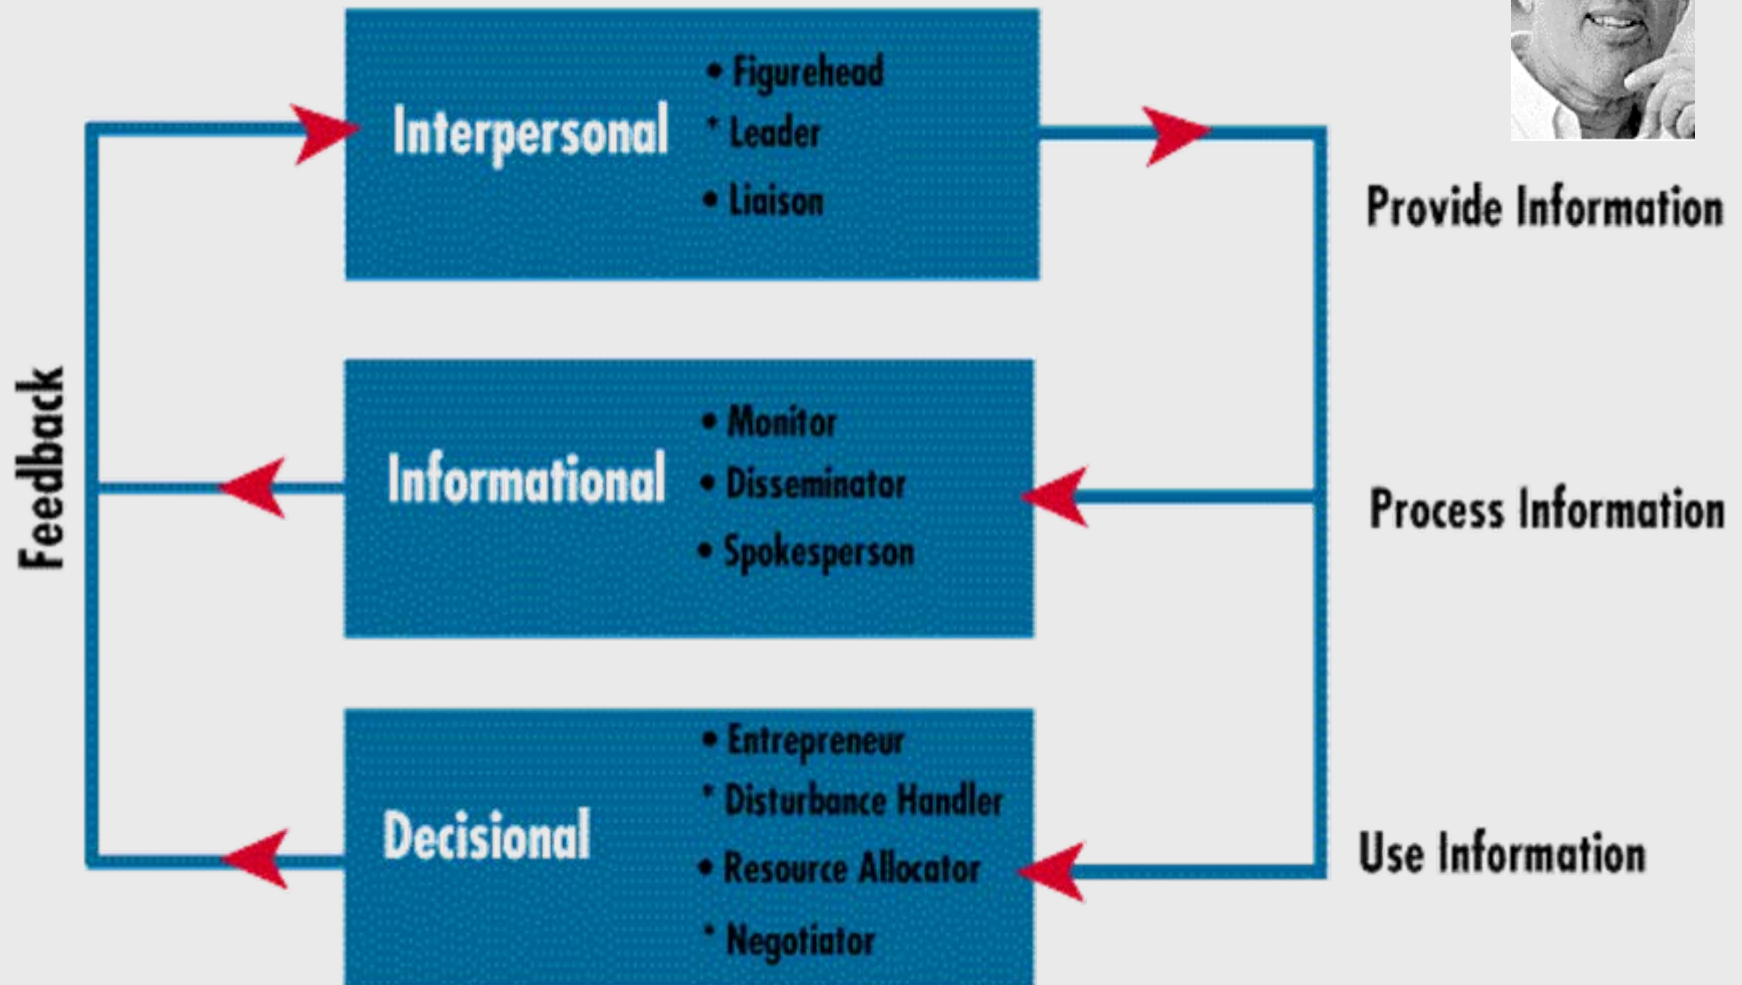 Feedback
Interpersonal
• Figurehead
* Leader
• Liaison
Provide Information
Informational
• Monitor
• Disseminator
• Spokesperson
Process Information
Decisional
• Entrepreneur
* Disturbance Handler
• Resource Allocator
* Negotiator
Use Information